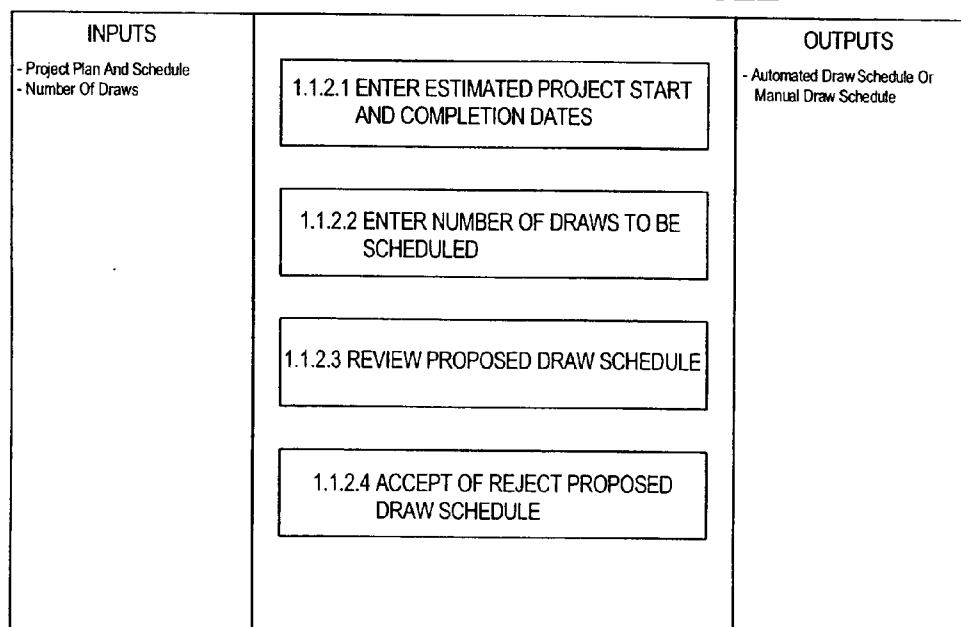 INPUTS
- Project Plan And Schedule
- Number Of Draws
1.1.2.1 ENTER ESTIMATED PROJECT START
AND COMPLETION DATES
1.1.2.2 ENTER NUMBER OF DRAWS TO BE
SCHEDULED
1.1.2.3 REVIEW PROPOSED DRAW SCHEDULE
1.1.2.4 ACCEPT OF REJECT PROPOSED
DRAW SCHEDULE
OUTPUTS
- Automated Draw Schedule Or
Manual Draw Schedule